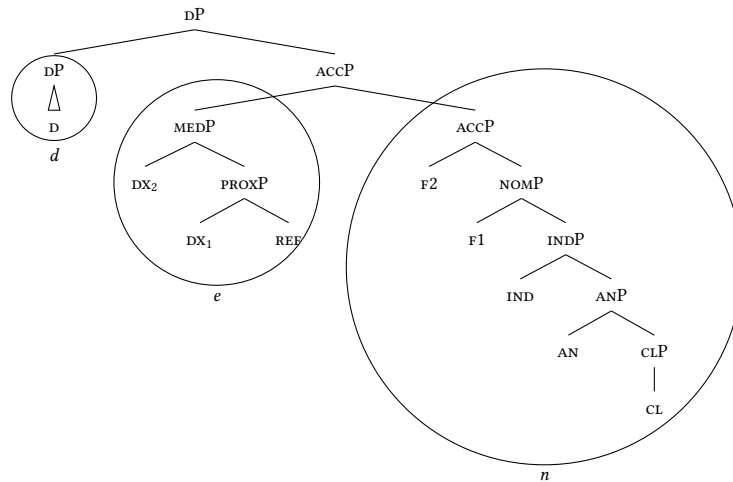 DP
DP ACCP
D MEDP ACCP
d
DX₂ PROXP F2 NOMP
DX₁ REF F1 INDP
e IND ANP
AN CLP
CL
n